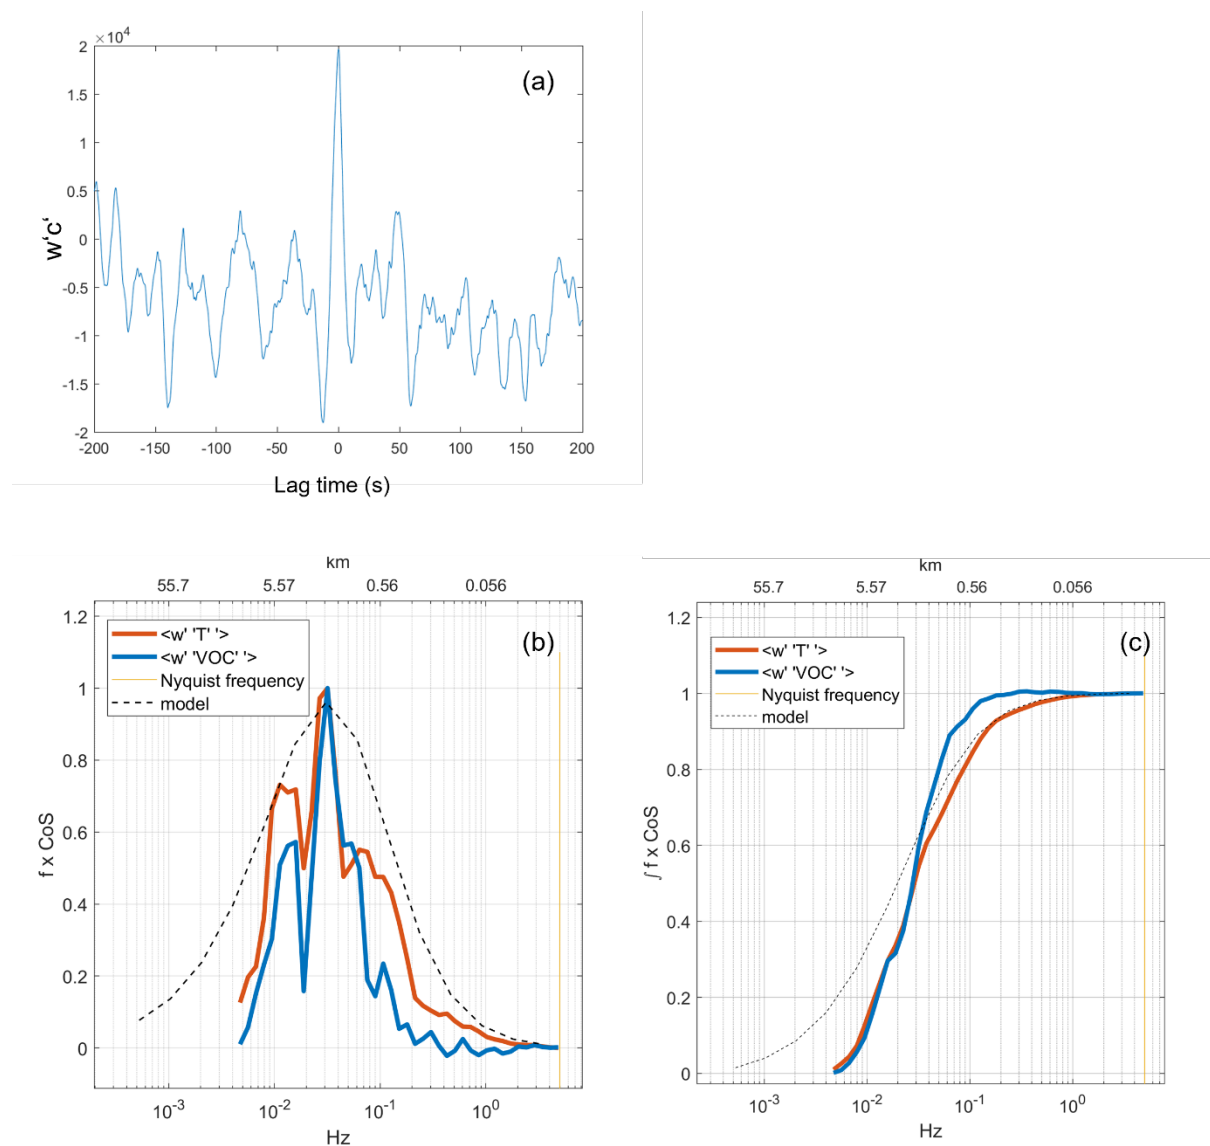 ×10⁴
2
1.5
1
0.5
0
-0.5
-1
-1.5
-2
(a)
w‘c‘
-200 -150 -100 -50 0 50 100 150 200
Lag time (s)
km
55.7 5.57 0.56 0.056
1.2
1
0.8
0.6
0.4
0.2
0
f x CoS
<w' 'T' '>
<w' 'VOC' '>
Nyquist frequency
model
(b)
10⁻³ 10⁻² 10⁻¹ 10⁰
Hz
km
55.7 5.57 0.56 0.056
1.2
1
0.8
0.6
0.4
0.2
0
∫ f x CoS
<w' 'T' '>
<w' 'VOC' '>
Nyquist frequency
model
(c)
10⁻³ 10⁻² 10⁻¹ 10⁰
Hz